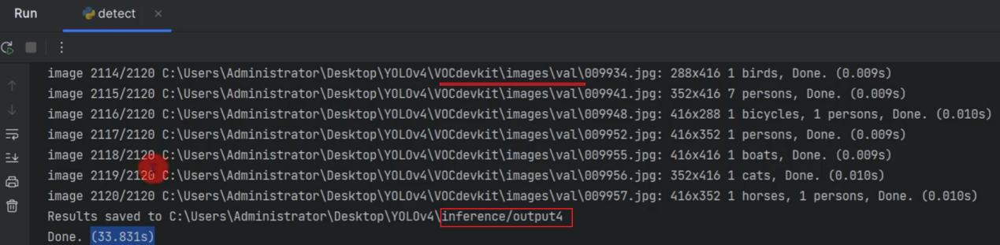 Run detect ×
image 2114/2120 C:\Users\Administrator\Desktop\YOLOv4\VOCdevkit\images\val\009934.jpg: 288x416 1 birds, Done. (0.009s)
image 2115/2120 C:\Users\Administrator\Desktop\YOLOv4\VOCdevkit\images\val\009941.jpg: 352x416 7 persons, Done. (0.009s)
image 2116/2120 C:\Users\Administrator\Desktop\YOLOv4\VOCdevkit\images\val\009948.jpg: 416x288 1 bicycles, 1 persons, Done. (0.010s)
image 2117/2120 C:\Users\Administrator\Desktop\YOLOv4\VOCdevkit\images\val\009952.jpg: 416x352 1 persons, Done. (0.009s)
image 2118/2120 C:\Users\Administrator\Desktop\YOLOv4\VOCdevkit\images\val\009955.jpg: 416x416 1 boats, Done. (0.009s)
image 2119/2120 C:\Users\Administrator\Desktop\YOLOv4\VOCdevkit\images\val\009956.jpg: 352x416 1 cats, Done. (0.010s)
image 2120/2120 C:\Users\Administrator\Desktop\YOLOv4\VOCdevkit\images\val\009957.jpg: 416x352 1 horses, 1 persons, Done. (0.010s)
Results saved to C:\Users\Administrator\Desktop\YOLOv4\inference/output4
Done. (33.831s)